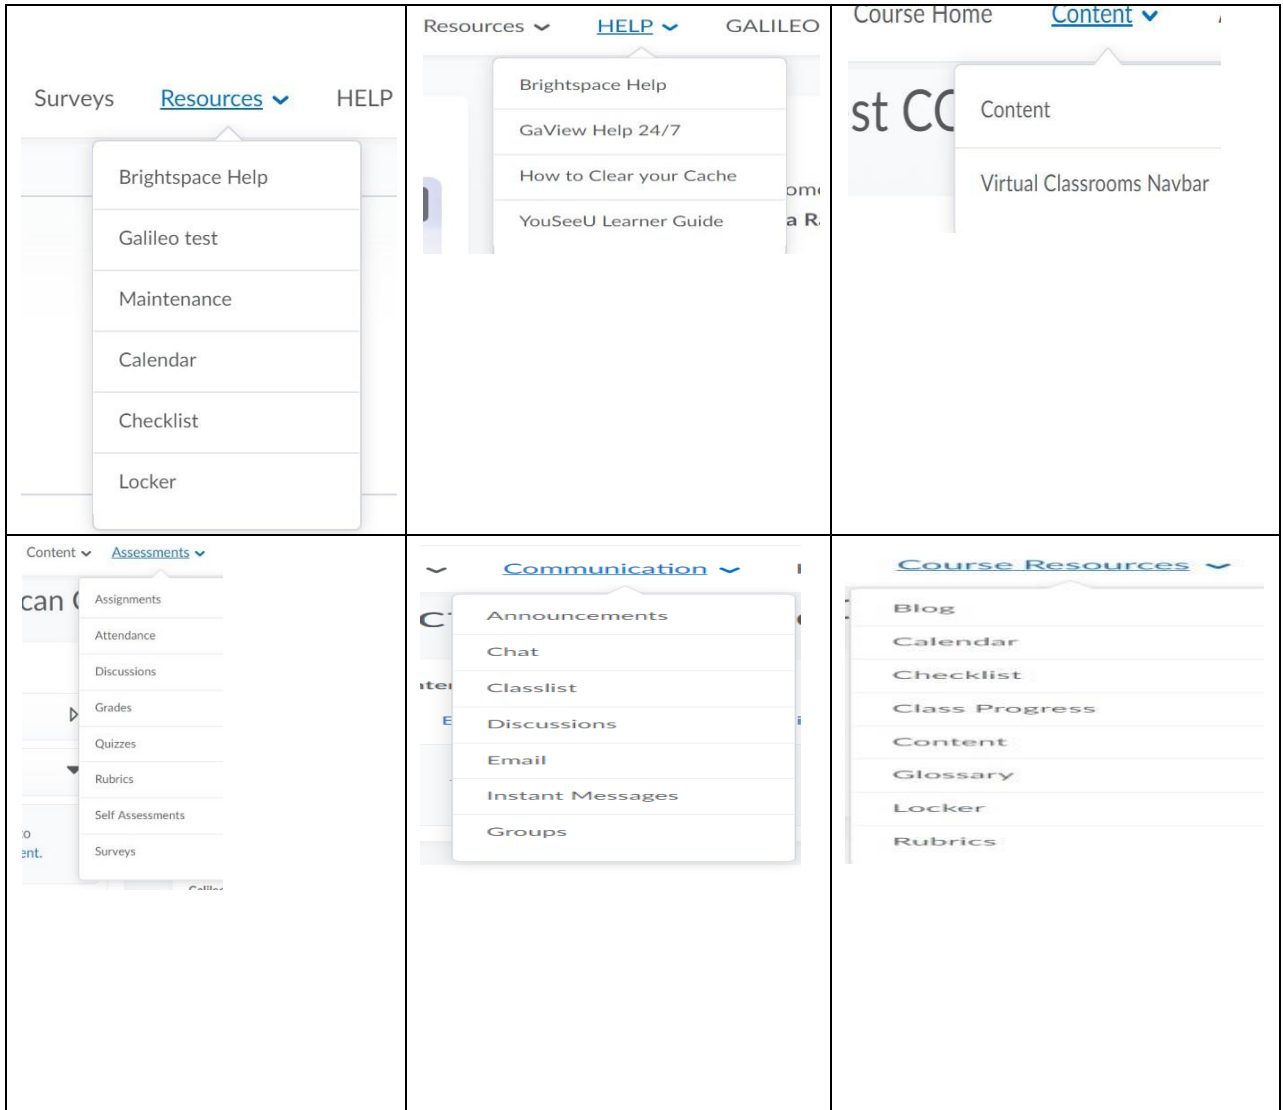 Surveys Resources HELP
Brightspace Help
Galileo test
Maintenance
Calendar
Checklist
Locker
Resources HELP GALILEO
Brightspace Help
GaView Help 24/7
How to Clear your Cache
YouSeeU Learner Guide
a R
Course Home Content
st CO
Content
Virtual Classrooms Navbar
Content Assessments
can
Assignments
Attendance
Discussions
Grades
Quizzes
Rubrics
Self Assessments
Surveys
ent.
Communication
Announcements
Chat
Classlist
Discussions
Email
Instant Messages
Groups
Course Resources
Blog
Calendar
Checklist
Class Progress
Content
Glossary
Locker
Rubrics